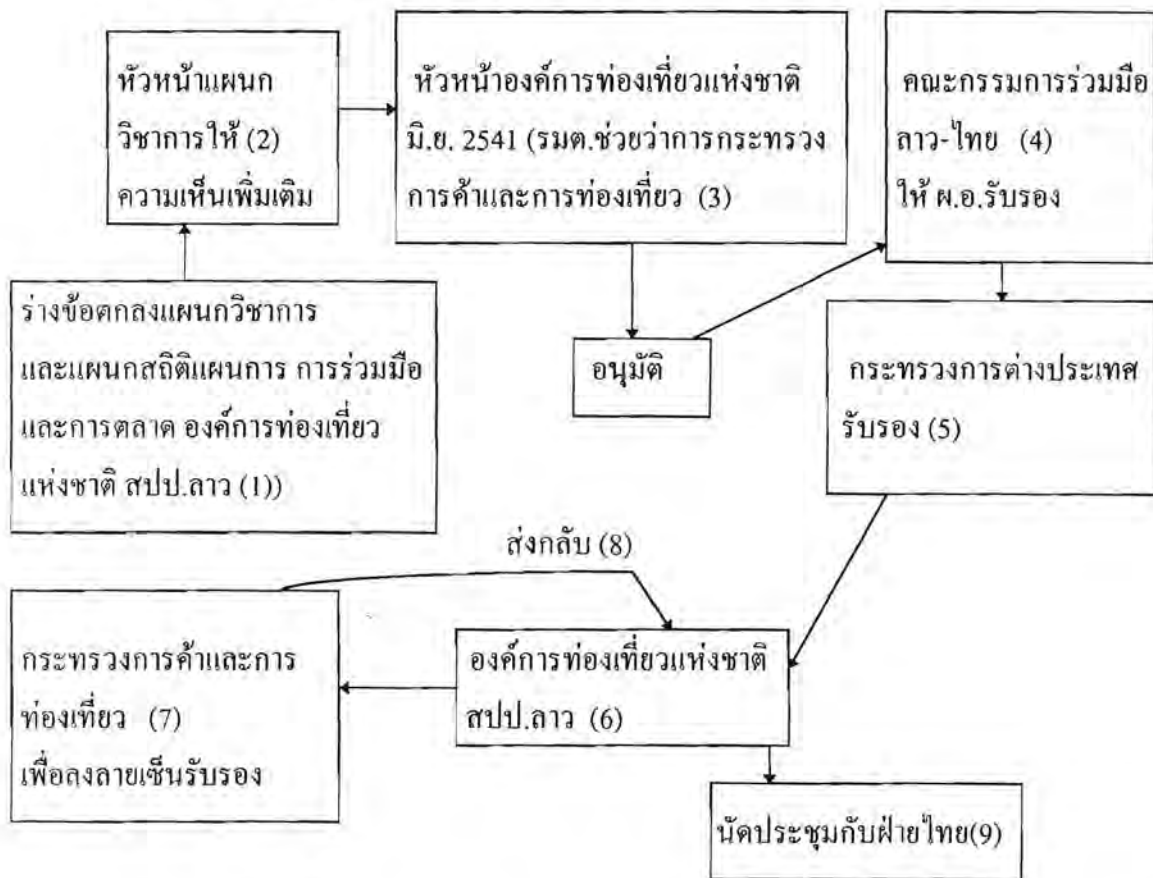 หัวหน้าแผนก
วิชาการให้ (2)
ความเห็นเพิ่มเติม
หัวหน้าองค์การท่องเที่ยวแห่งชาติ
มิ.ย. 2541 (รมต.ช่วยว่าการกระทรวง
การค้าและการท่องเที่ยว (3)
คณะกรรมการร่วมมือ
ลาว-ไทย (4)
ให้ ผ.อ.รับรอง
ร่างข้อตกลงแผนกวิชาการ
และแผนกสถิติแผนการ การร่วมมือ
และการตลาด องค์การท่องเที่ยว
แห่งชาติ สปป.ลาว (1))
อนุมัติ
กระทรวงการต่างประเทศ
รับรอง (5)
ส่งกลับ (8)
กระทรวงการค้าและการ
ท่องเที่ยว (7)
เพื่อลงลายเซ็นรับรอง
องค์การท่องเที่ยวแห่งชาติ
สปป.ลาว (6)
นัดประชุมกับฝ่ายไทย(9)